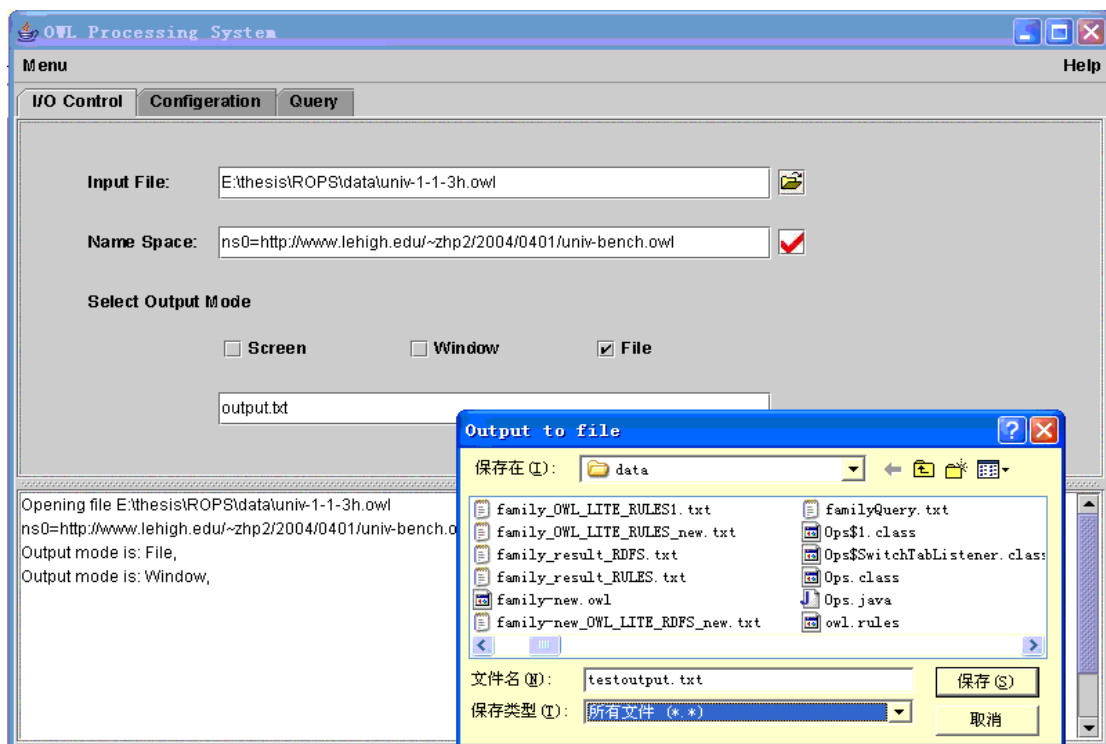 OWL Processing System
Menu
Help
I/O Control
Configeration
Query
Input File:
E:\thesis\ROPS\data\univ-1-1-3h.owl
Name Space:
ns0=http://www.lehigh.edu/~zhp2/2004/0401/univ-bench.owl
Select Output Mode
Screen
Window
File
output.txt
Opening file E:\thesis\ROPS\data\univ-1-1-3h.owl
ns0=http://www.lehigh.edu/~zhp2/2004/0401/univ-bench.o
Output mode is: File,
Output mode is: Window,
Output to file
保存在(I):
data
family_OWL_LITE_RULES1.txt
family_OWL_LITE_RULES_new.txt
family_result_RDFS.txt
family_result_RULES.txt
family-new.owl
family-new_OWL_LITE_RDFS_new.txt
familyQuery.txt
Ops$1.class
Ops$SwitchTabListener.class
Ops.class
Ops.java
owl.rules
文件名(N):
testoutput.txt
保存(S)
保存类型(T):
所有文件 (*.*)
取消